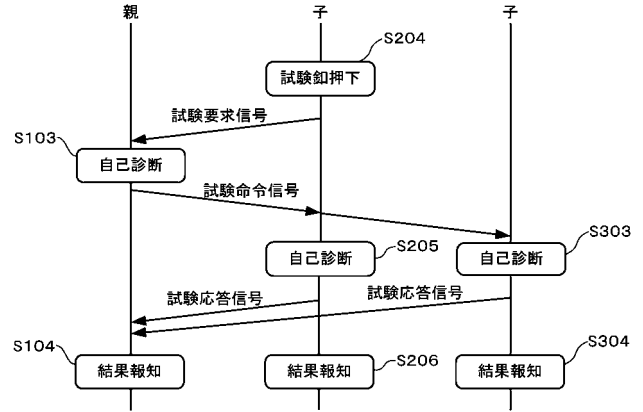 親
子
子
S204
試験釦押下
試験要求信号
S103
自己診断
試験命令信号
S205
S303
自己診断
自己診断
試験応答信号
試験応答信号
S104
S206
S304
結果報知
結果報知
結果報知